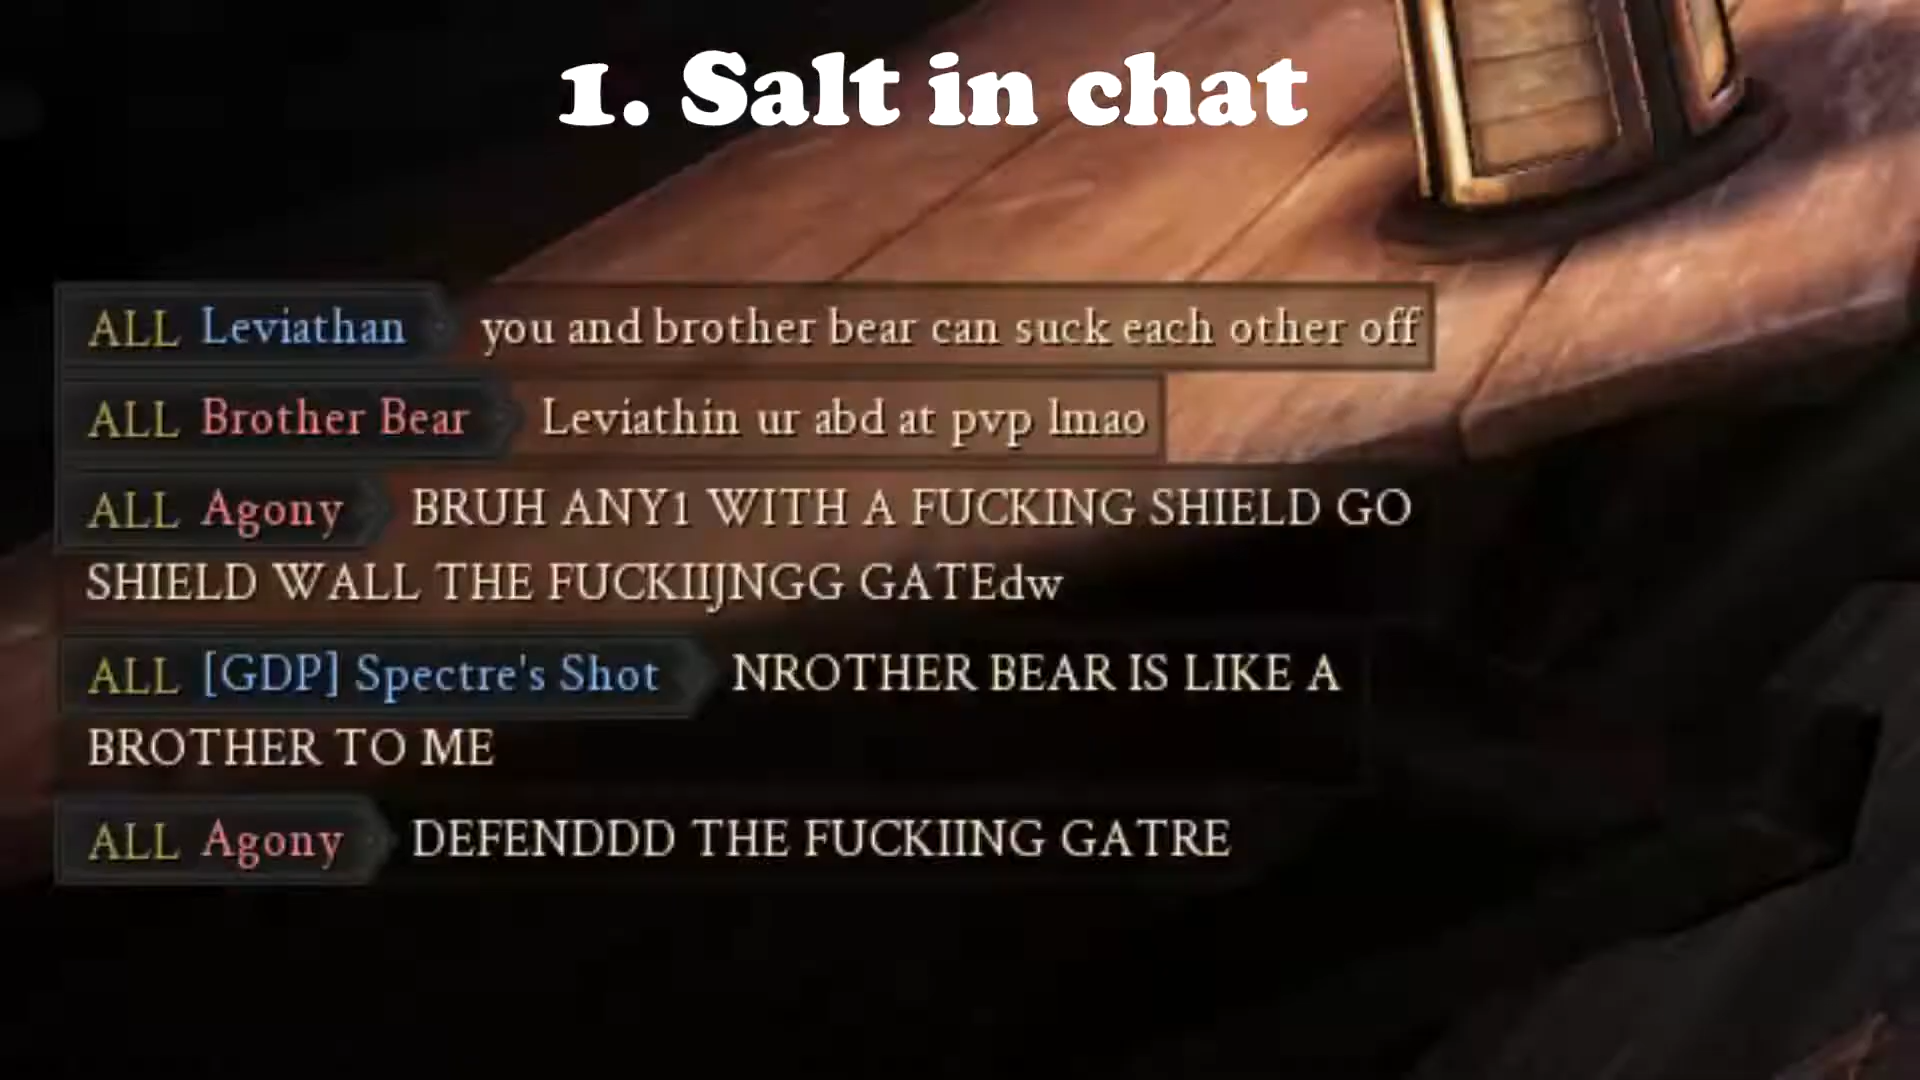 1. Salt in chat
ALL Leviathan you and brother bear can suck each other off
ALL Brother Bear Leviathin ur abd at pvp lmao
ALL Agony BRUH ANY1 WITH A FUCKING SHIELD GO
SHIELD WALL THE FUCKIIJNGG GATEdw
ALL [GDP] Spectre's Shot NROTHER BEAR IS LIKE A
BROTHER TO ME
ALL Agony DEFENDDD THE FUCKIING GATRE